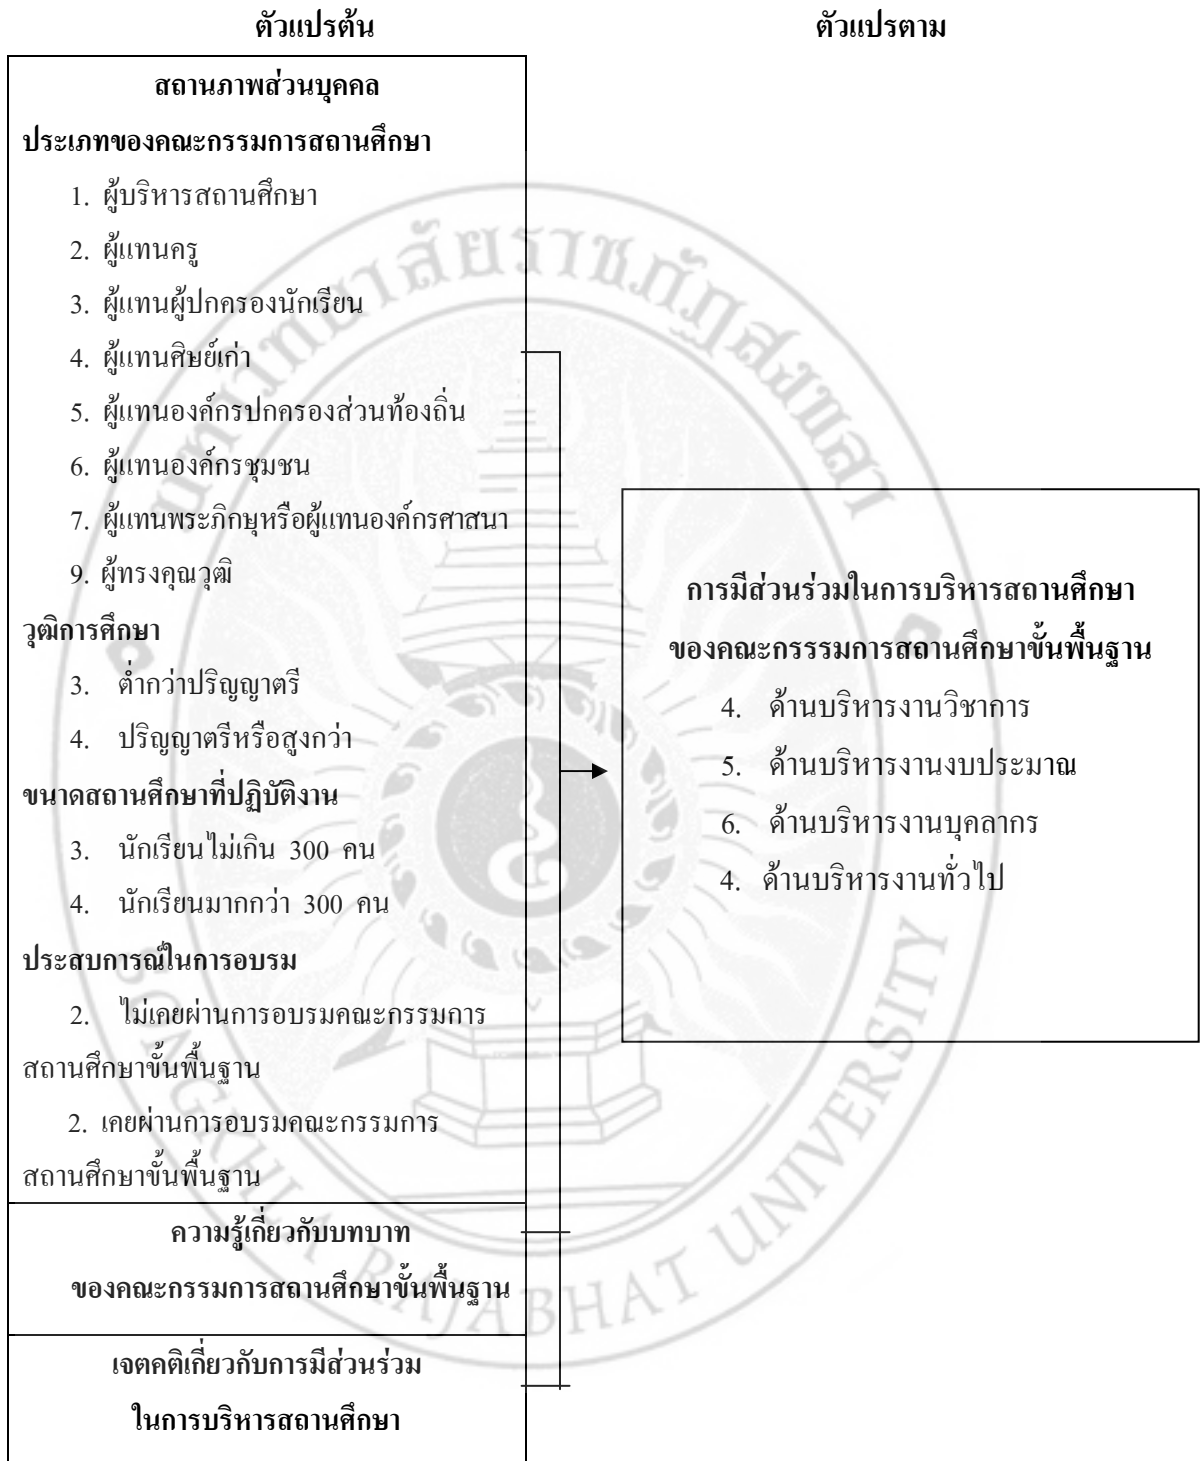 ตัวแปรต้น
ตัวแปรตาม
สถานภาพส่วนบุคคล
ประเภทของคณะกรรมการสถานศึกษา
1. ผู้บริหารสถานศึกษา
2. ผู้แทนครู
3. ผู้แทนผู้ปกครองนักเรียน
4. ผู้แทนศิษย์เก่า
5. ผู้แทนองค์กรปกครองส่วนท้องถิ่น
6. ผู้แทนองค์กรชุมชน
7. ผู้แทนพระภิกษุหรือผู้แทนองค์กรศาสนา
9. ผู้ทรงคุณวุฒิ
วุฒิการศึกษา
3. ต่ำกว่าปริญญาตรี
4. ปริญญาตรีหรือสูงกว่า
ขนาดสถานศึกษาที่ปฏิบัติงาน
3. นักเรียนไม่เกิน 300 คน
4. นักเรียนมากกว่า 300 คน
ประสบการณ์ในการอบรม
2. ไม่เคยผ่านการอบรมคณะกรรมการ
สถานศึกษาขั้นพื้นฐาน
2. เคยผ่านการอบรมคณะกรรมการ
สถานศึกษาขั้นพื้นฐาน
ความรู้เกี่ยวกับบทบาท
ของคณะกรรมการสถานศึกษาขั้นพื้นฐาน
เจตคติเกี่ยวกับการมีส่วนร่วม
ในการบริหารสถานศึกษา
การมีส่วนร่วมในการบริหารสถานศึกษา
ของคณะกรรรมการสถานศึกษาขั้นพื้นฐาน
4. ด้านบริหารงานวิชาการ
5. ด้านบริหารงานงบประมาณ
6. ด้านบริหารงานบุคลากร
4. ด้านบริหารงานทั่วไป
มหาวิทยาลัยราชภัฏสงขลา
SONGKHLA RAJABHAT UNIVERSITY